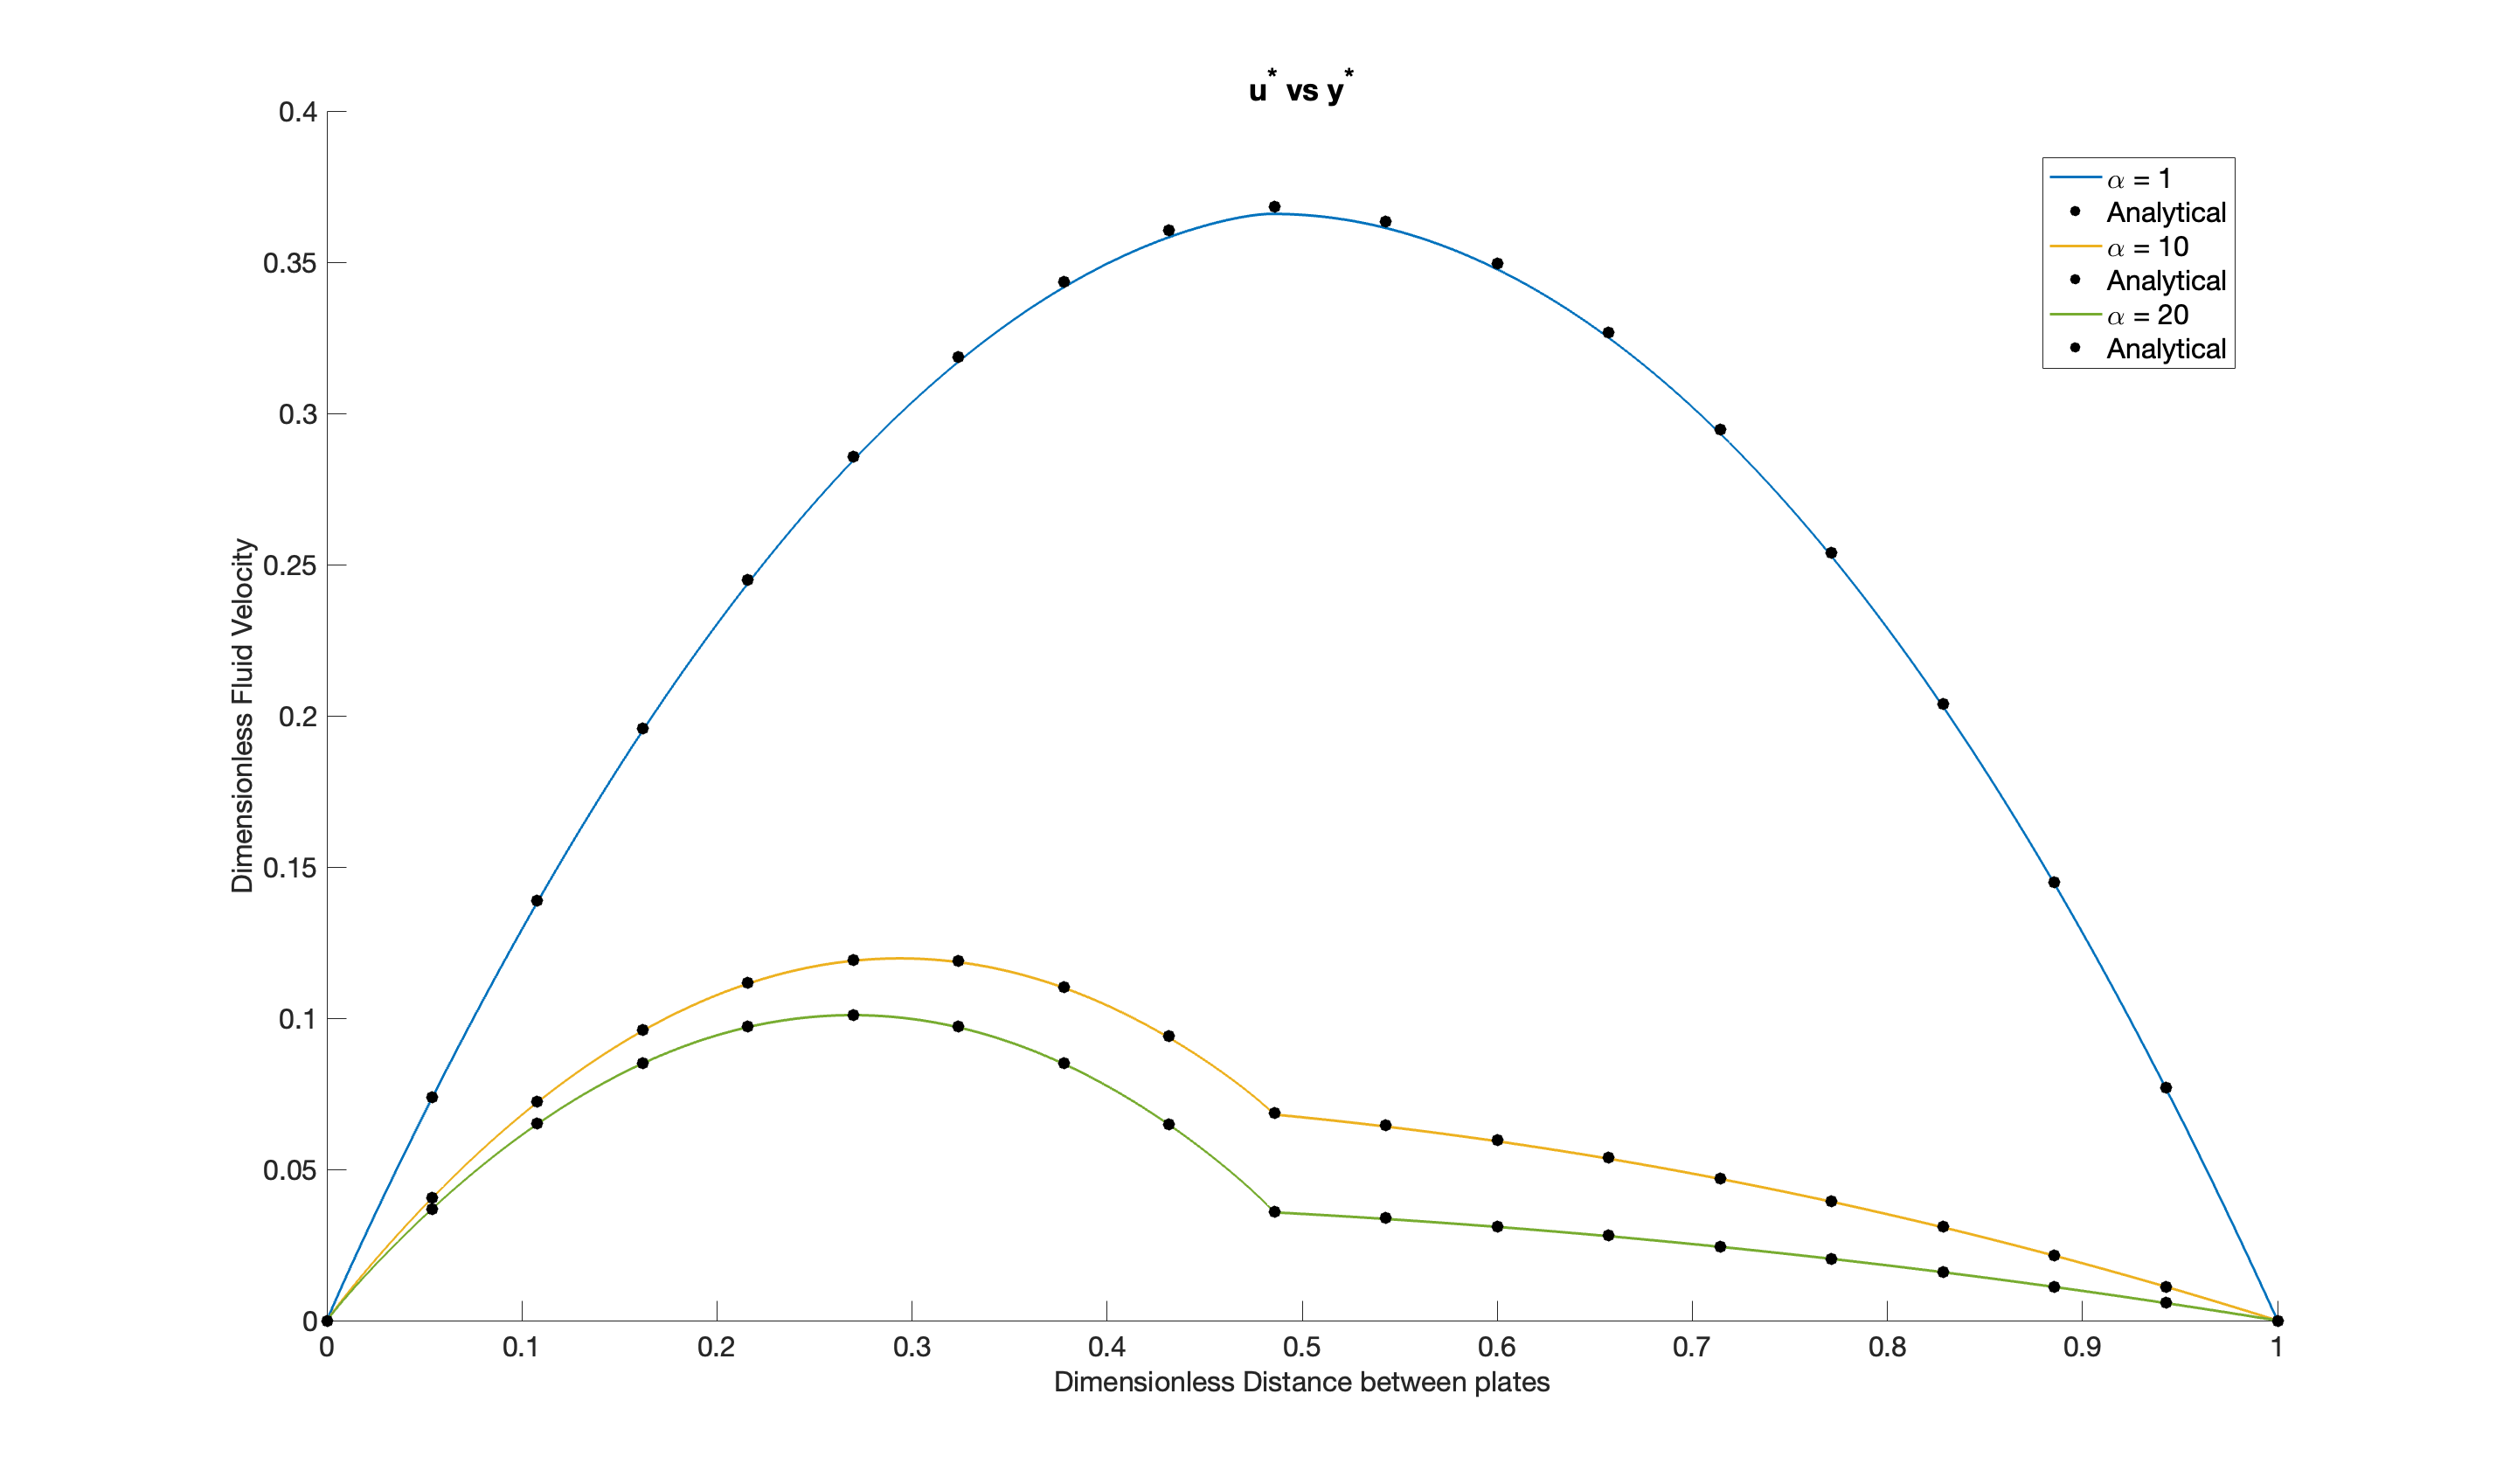 u* vs y*
0.4
0.35
0.3
0.25
0.2
0.15
0.1
0.05
0
Dimensionless Fluid Velocity
α = 1
Analytical
α = 10
Analytical
α = 20
Analytical
0 0.1 0.2 0.3 0.4 0.5 0.6 0.7 0.8 0.9 1
Dimensionless Distance between plates